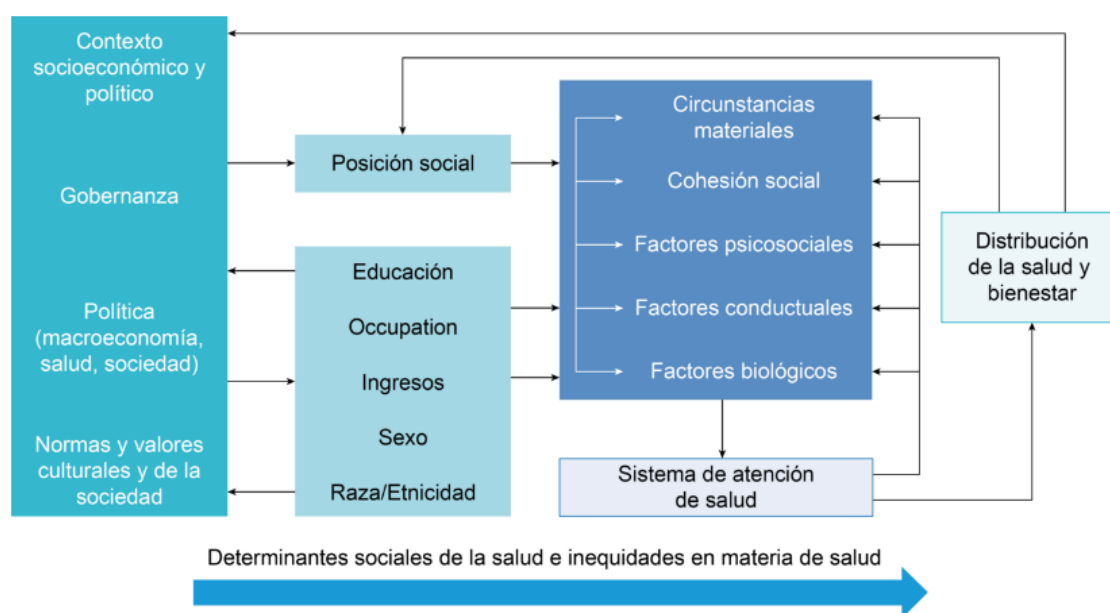 Contexto
socioeconómico y
político
Gobernanza
Política
(macroeconomía,
salud, sociedad)
Normas y valores
culturales y de la
sociedad
Posición social
Educación
Occupation
Ingresos
Sexo
Raza/Etnicidad
Circunstancias
materiales
Cohesión social
Factores psicosociales
Factores conductuales
Factores biológicos
Sistema de atención
de salud
Distribución
de la salud y
bienestar
Determinantes sociales de la salud e inequidades en materia de salud